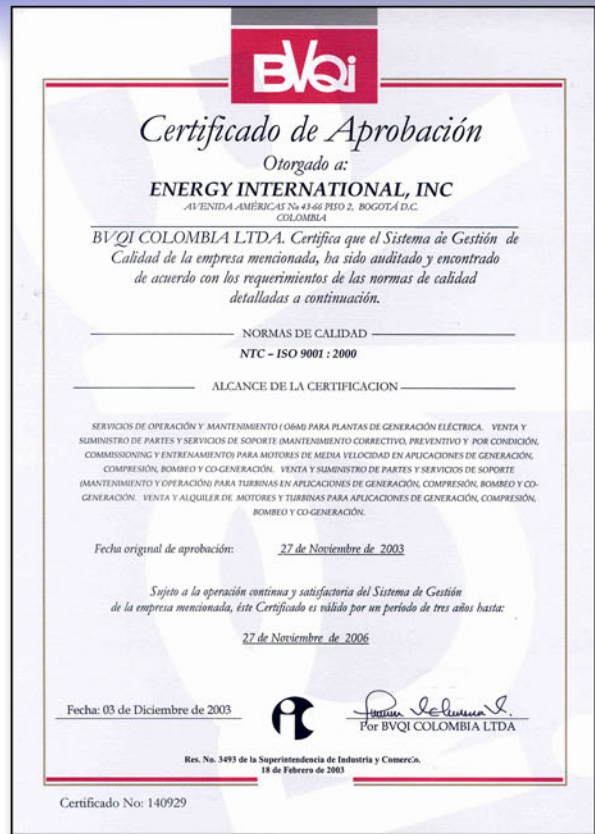 BVQi
Certificado de Aprobación
Otorgado a:
ENERGY INTERNATIONAL, INC
AVENIDA AMÉRICAS No 43-66 PISO 2, BOGOTÁ D.C.
COLOMBIA
BVQI COLOMBIA LTDA. Certifica que el Sistema de Gestión de
Calidad de la empresa mencionada, ha sido auditado y encontrado
de acuerdo con los requerimientos de las normas de calidad
detalladas a continuación.
NORMAS DE CALIDAD
NTC – ISO 9001 : 2000
ALCANCE DE LA CERTIFICACION
SERVICIOS DE OPERACIÓN Y MANTENIMIENTO ( O&M) PARA PLANTAS DE GENERACIÓN ELÉCTRICA. VENTA Y
SUMINISTRO DE PARTES Y SERVICIOS DE SOPORTE (MANTENIMIENTO CORRECTIVO, PREVENTIVO Y POR CONDICIÓN,
COMMISSIONING Y ENTRENAMIENTO) PARA MOTORES DE MEDIA VELOCIDAD EN APLICACIONES DE GENERACIÓN,
COMPRESIÓN, BOMBEO Y CO-GENERACIÓN. VENTA Y SUMINISTRO DE PARTES Y SERVICIOS DE SOPORTE
(MANTENIMIENTO Y OPERACIÓN) PARA TURBINAS EN APLICACIONES DE GENERACIÓN, COMPRESIÓN, BOMBEO Y CO-
GENERACIÓN. VENTA Y ALQUILER DE MOTORES Y TURBINAS PARA APLICACIONES DE GENERACIÓN, COMPRESIÓN,
BOMBEO Y CO-GENERACIÓN.
Fecha original de aprobación: 27 de Noviembre de 2003
Sujeto a la operación continua y satisfactoria del Sistema de Gestión
de la empresa mencionada, éste Certificado es válido por un período de tres años hasta:
27 de Noviembre de 2006
Fecha: 03 de Diciembre de 2003
Por BVQI COLOMBIA LTDA
Res. No. 3493 de la Superintendencia de Industria y Comercio.
18 de Febrero de 2003
Certificado No: 140929